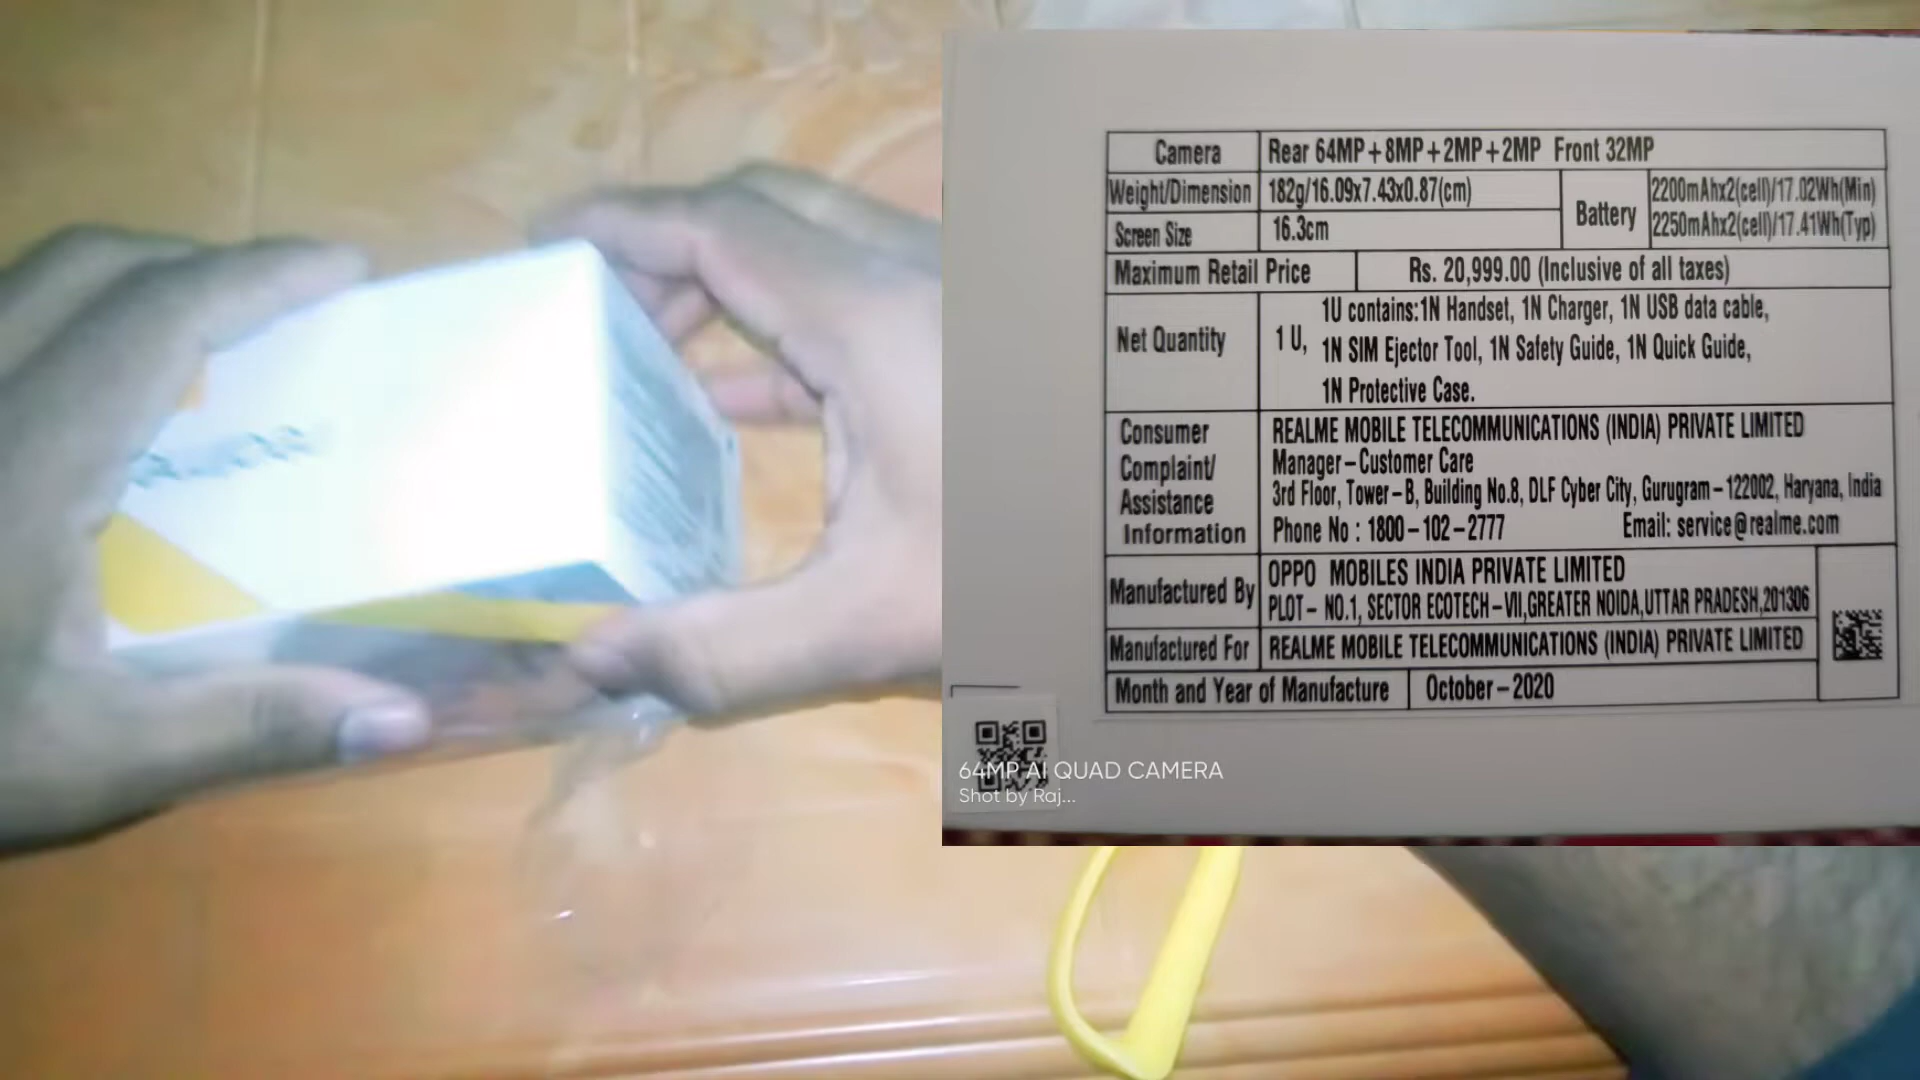 Camera Rear 64MP+8MP+2MP+2MP Front 32MP
Weight/Dimension 182g/16.09x7.43x0.87(cm)
Screen Size 16.3cm
Battery 2200mAhx2(cell)/17.02Wh(Min)
2250mAhx2(cell)/17.41Wh(Typ)
Maximum Retail Price Rs. 20,999.00 (Inclusive of all taxes)
Net Quantity 1 U, 1U contains:1N Handset, 1N Charger, 1N USB data cable,
1N SIM Ejector Tool, 1N Safety Guide, 1N Quick Guide,
1N Protective Case.
Consumer Complaint/ Assistance Information
REALME MOBILE TELECOMMUNICATIONS (INDIA) PRIVATE LIMITED
Manager-Customer Care
3rd Floor, Tower-B, Building No.8, DLF Cyber City, Gurugram-122002, Haryana, India
Phone No : 1800-102-2777 Email: service@realme.com
Manufactured By OPPO MOBILES INDIA PRIVATE LIMITED
PLOT- NO.1, SECTOR ECOTECH-VII,GREATER NOIDA,UTTAR PRADESH,201306
Manufactured For REALME MOBILE TELECOMMUNICATIONS (INDIA) PRIVATE LIMITED
Month and Year of Manufacture October-2020
64MP AI QUAD CAMERA
Shot by Raj...